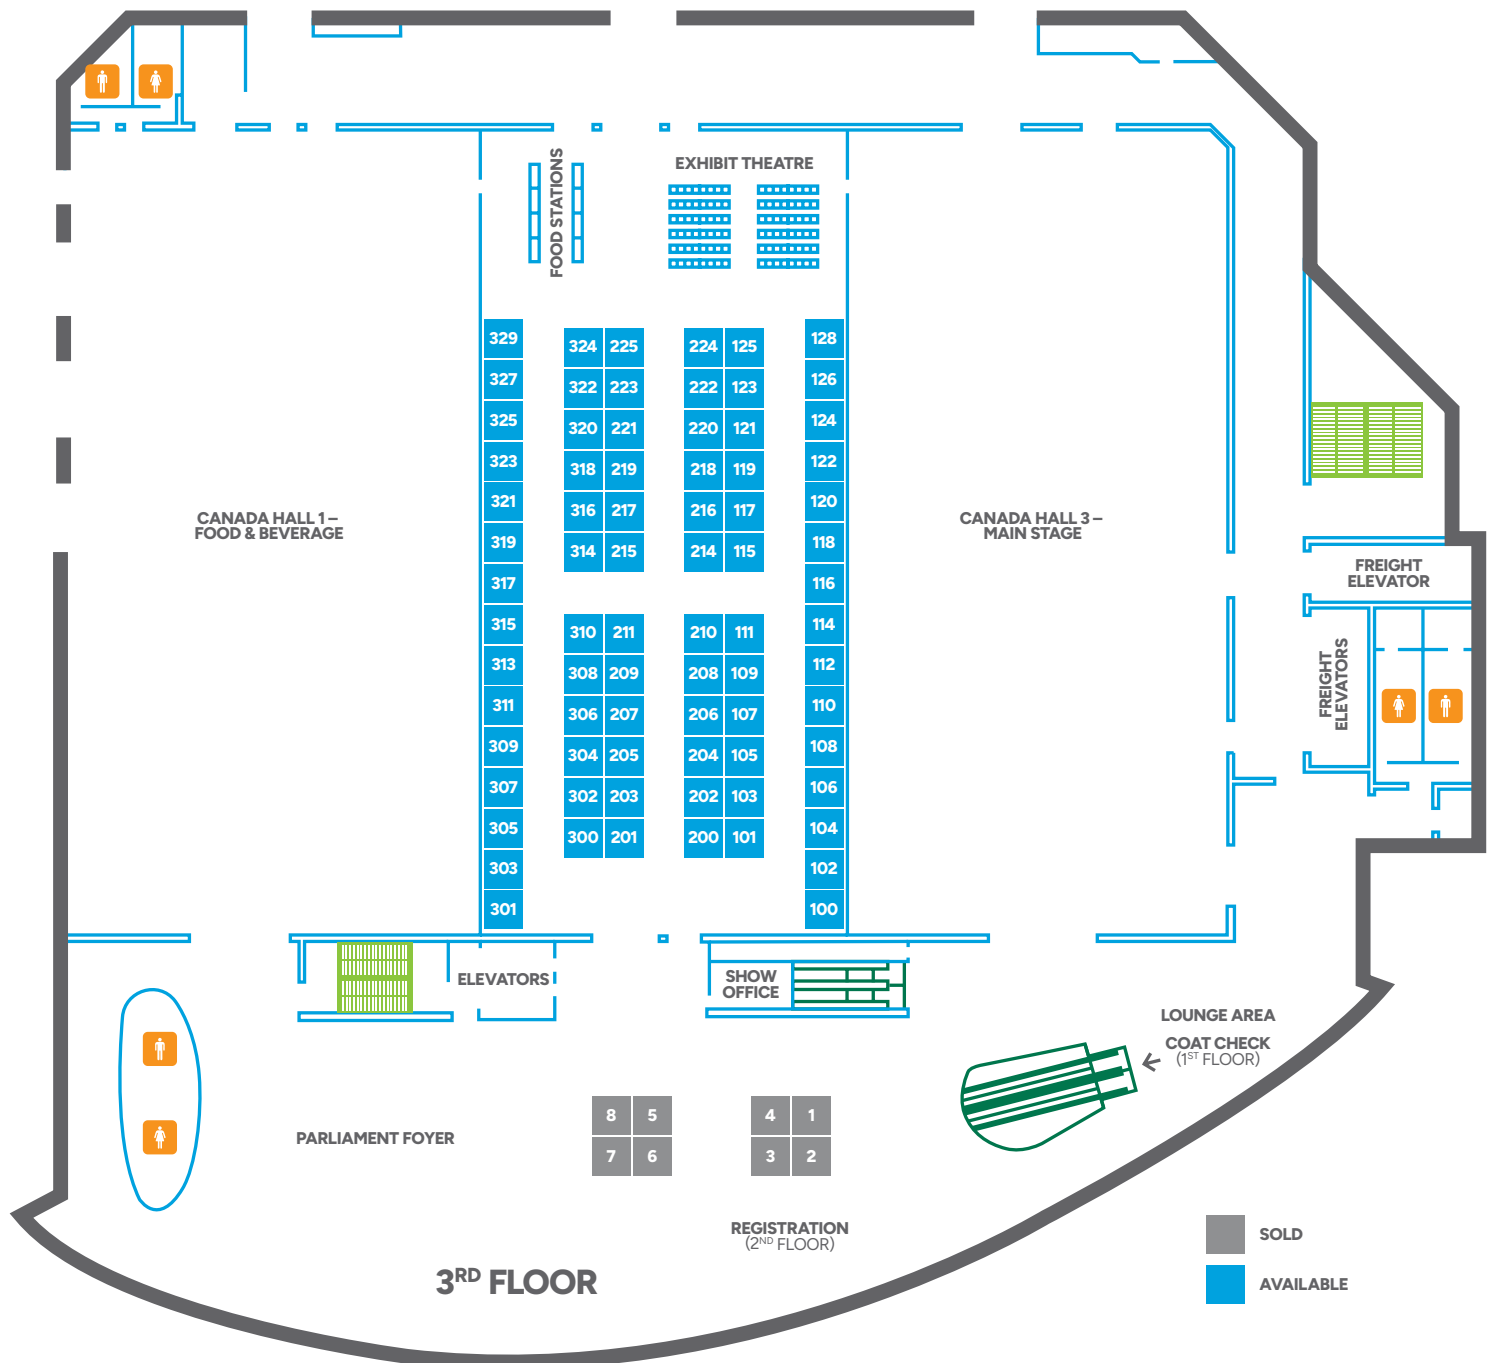 EXHIBIT THEATRE
FOOD STATIONS
329
327
325
323
321
319
317
315
313
311
309
307
305
303
301
324 225
322 223
320 221
318 219
316 217
314 215
310 211
308 209
306 207
304 205
302 203
300 201
224 125
222 123
220 121
218 119
216 117
214 115
210 111
208 109
206 107
204 105
202 103
200 101
128
126
124
122
120
118
116
114
112
110
108
106
104
102
100
CANADA HALL 1 –
FOOD & BEVERAGE
CANADA HALL 3 –
MAIN STAGE
FREIGHT
ELEVATOR
FREIGHT
ELEVATORS
ELEVATORS
SHOW
OFFICE
LOUNGE AREA
COAT CHECK
(1ST FLOOR)
PARLIAMENT FOYER
8 5
7 6
4 1
3 2
REGISTRATION
(2ND FLOOR)
3RD FLOOR
SOLD
AVAILABLE